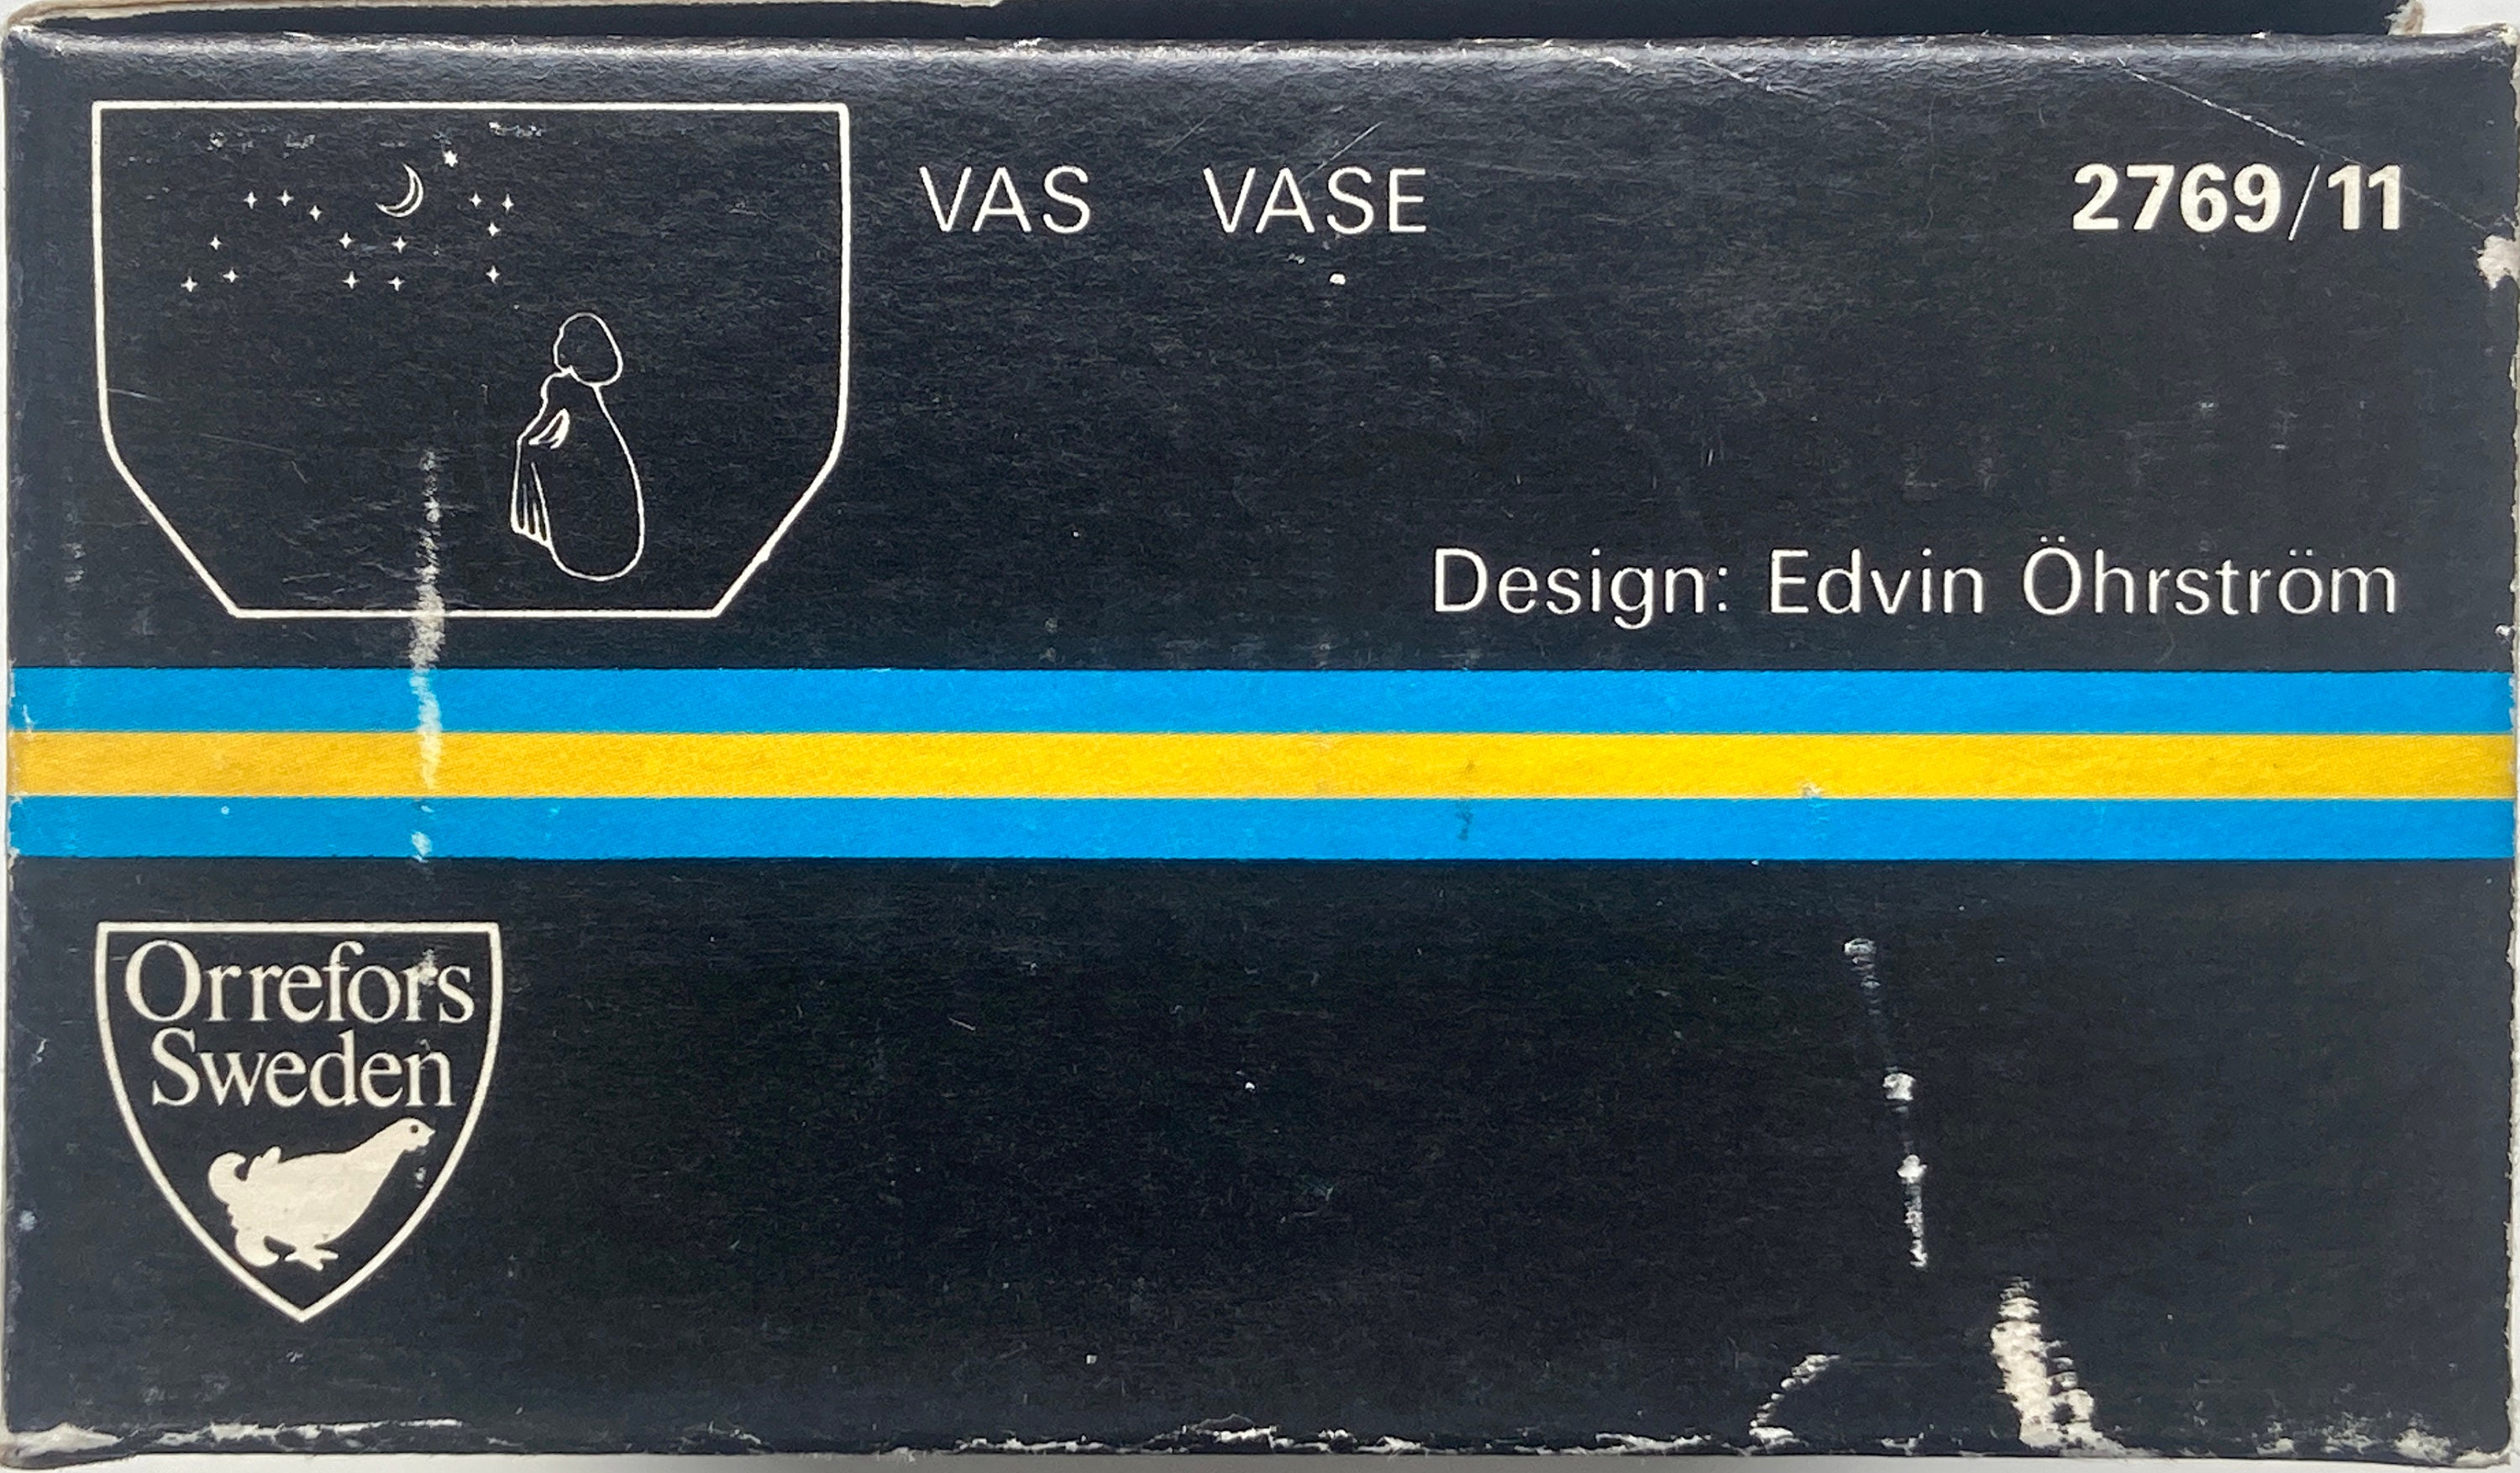 VAS VASE 2769/11
Design: Edvin Öhrström
Orrefors
Sweden